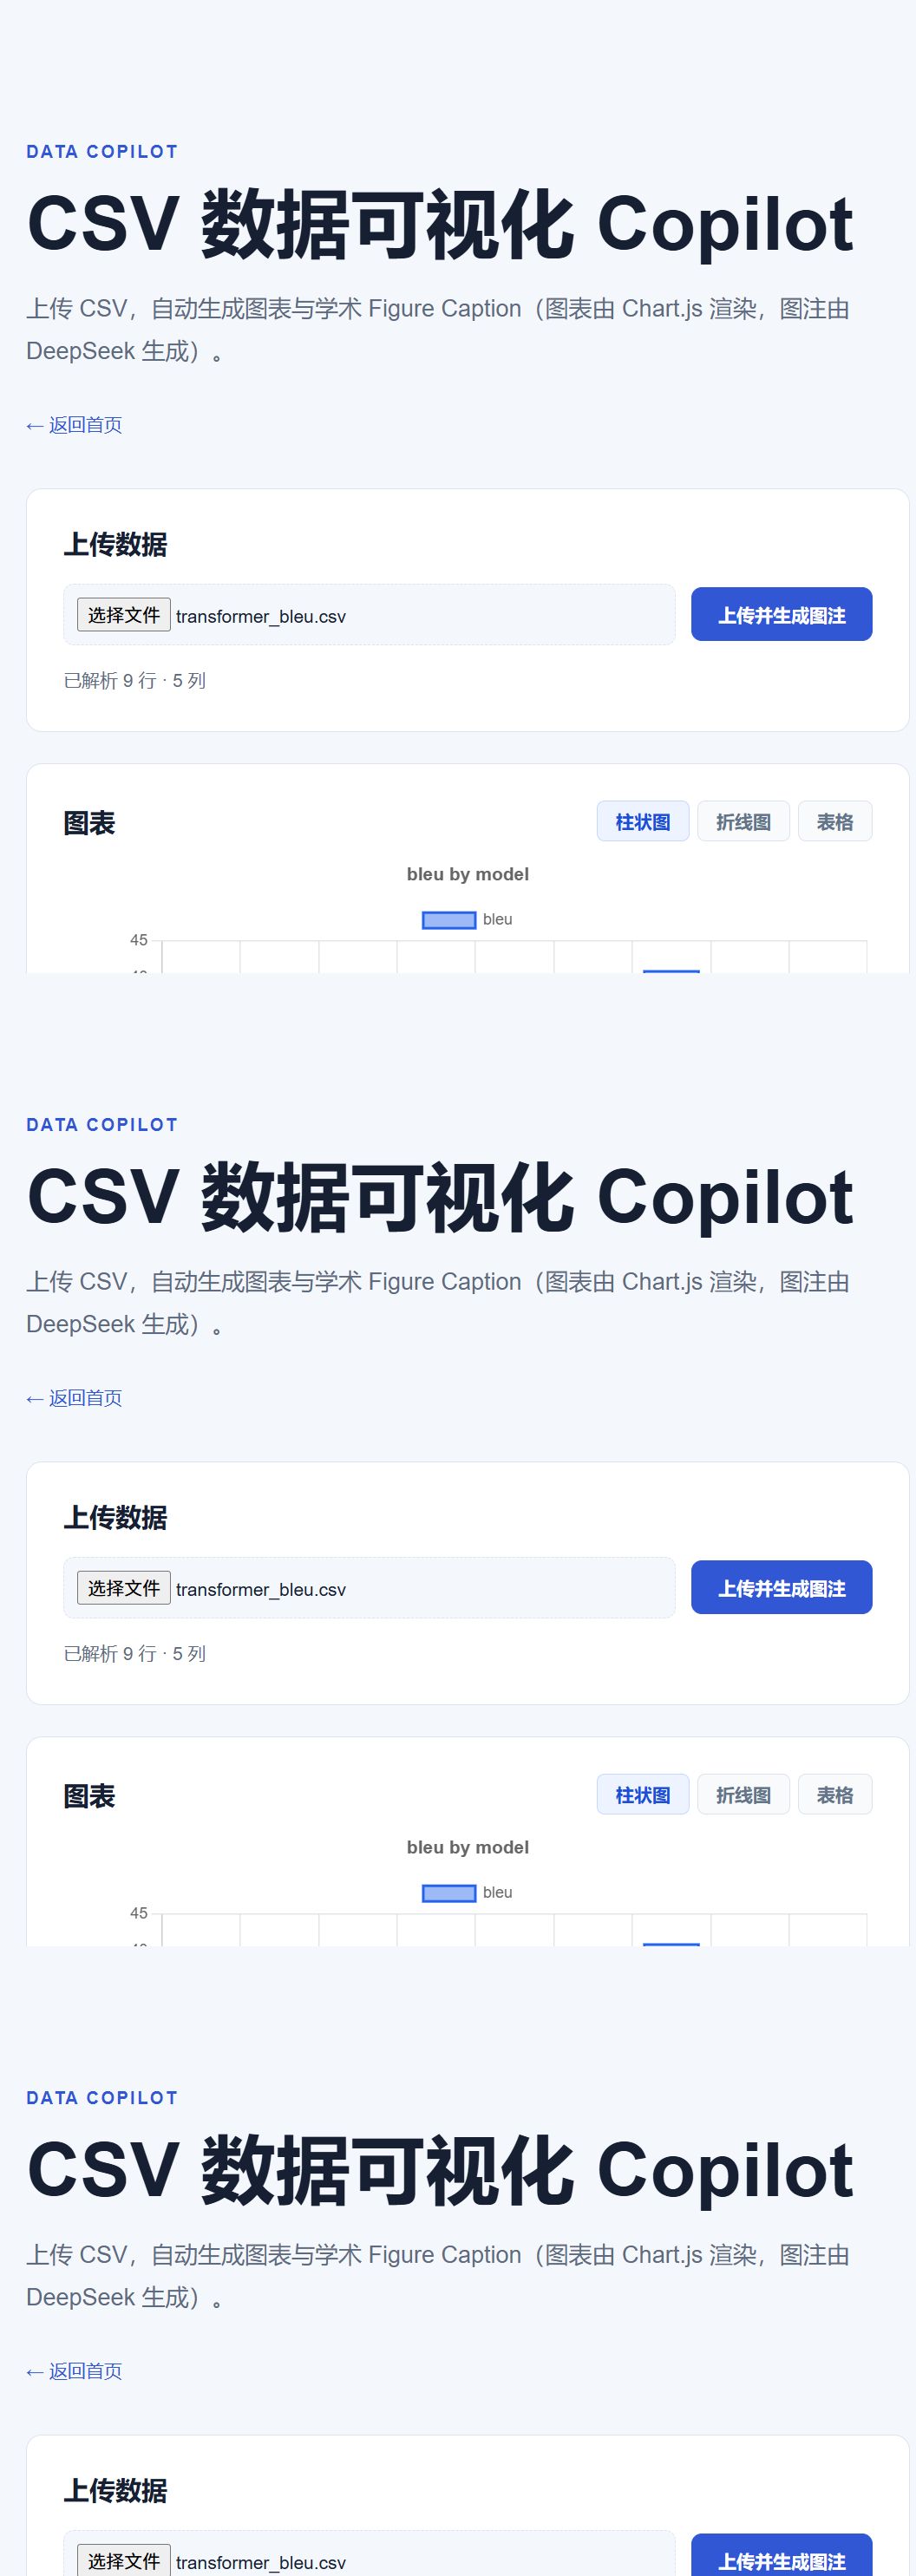 DATA COPILOT
CSV 数据可视化 Copilot
上传 CSV，自动生成图表与学术 Figure Caption（图表由 Chart.js 渲染，图注由
DeepSeek 生成）。
← 返回首页
上传数据
选择文件 transformer_bleu.csv 上传并生成图注
已解析 9 行 · 5 列
图表 柱状图 折线图 表格
bleu by model
bleu
45
DATA COPILOT
CSV 数据可视化 Copilot
上传 CSV，自动生成图表与学术 Figure Caption（图表由 Chart.js 渲染，图注由
DeepSeek 生成）。
← 返回首页
上传数据
选择文件 transformer_bleu.csv 上传并生成图注
已解析 9 行 · 5 列
图表 柱状图 折线图 表格
bleu by model
bleu
45
DATA COPILOT
CSV 数据可视化 Copilot
上传 CSV，自动生成图表与学术 Figure Caption（图表由 Chart.js 渲染，图注由
DeepSeek 生成）。
← 返回首页
上传数据
选择文件 transformer_bleu.csv 上传并生成图注